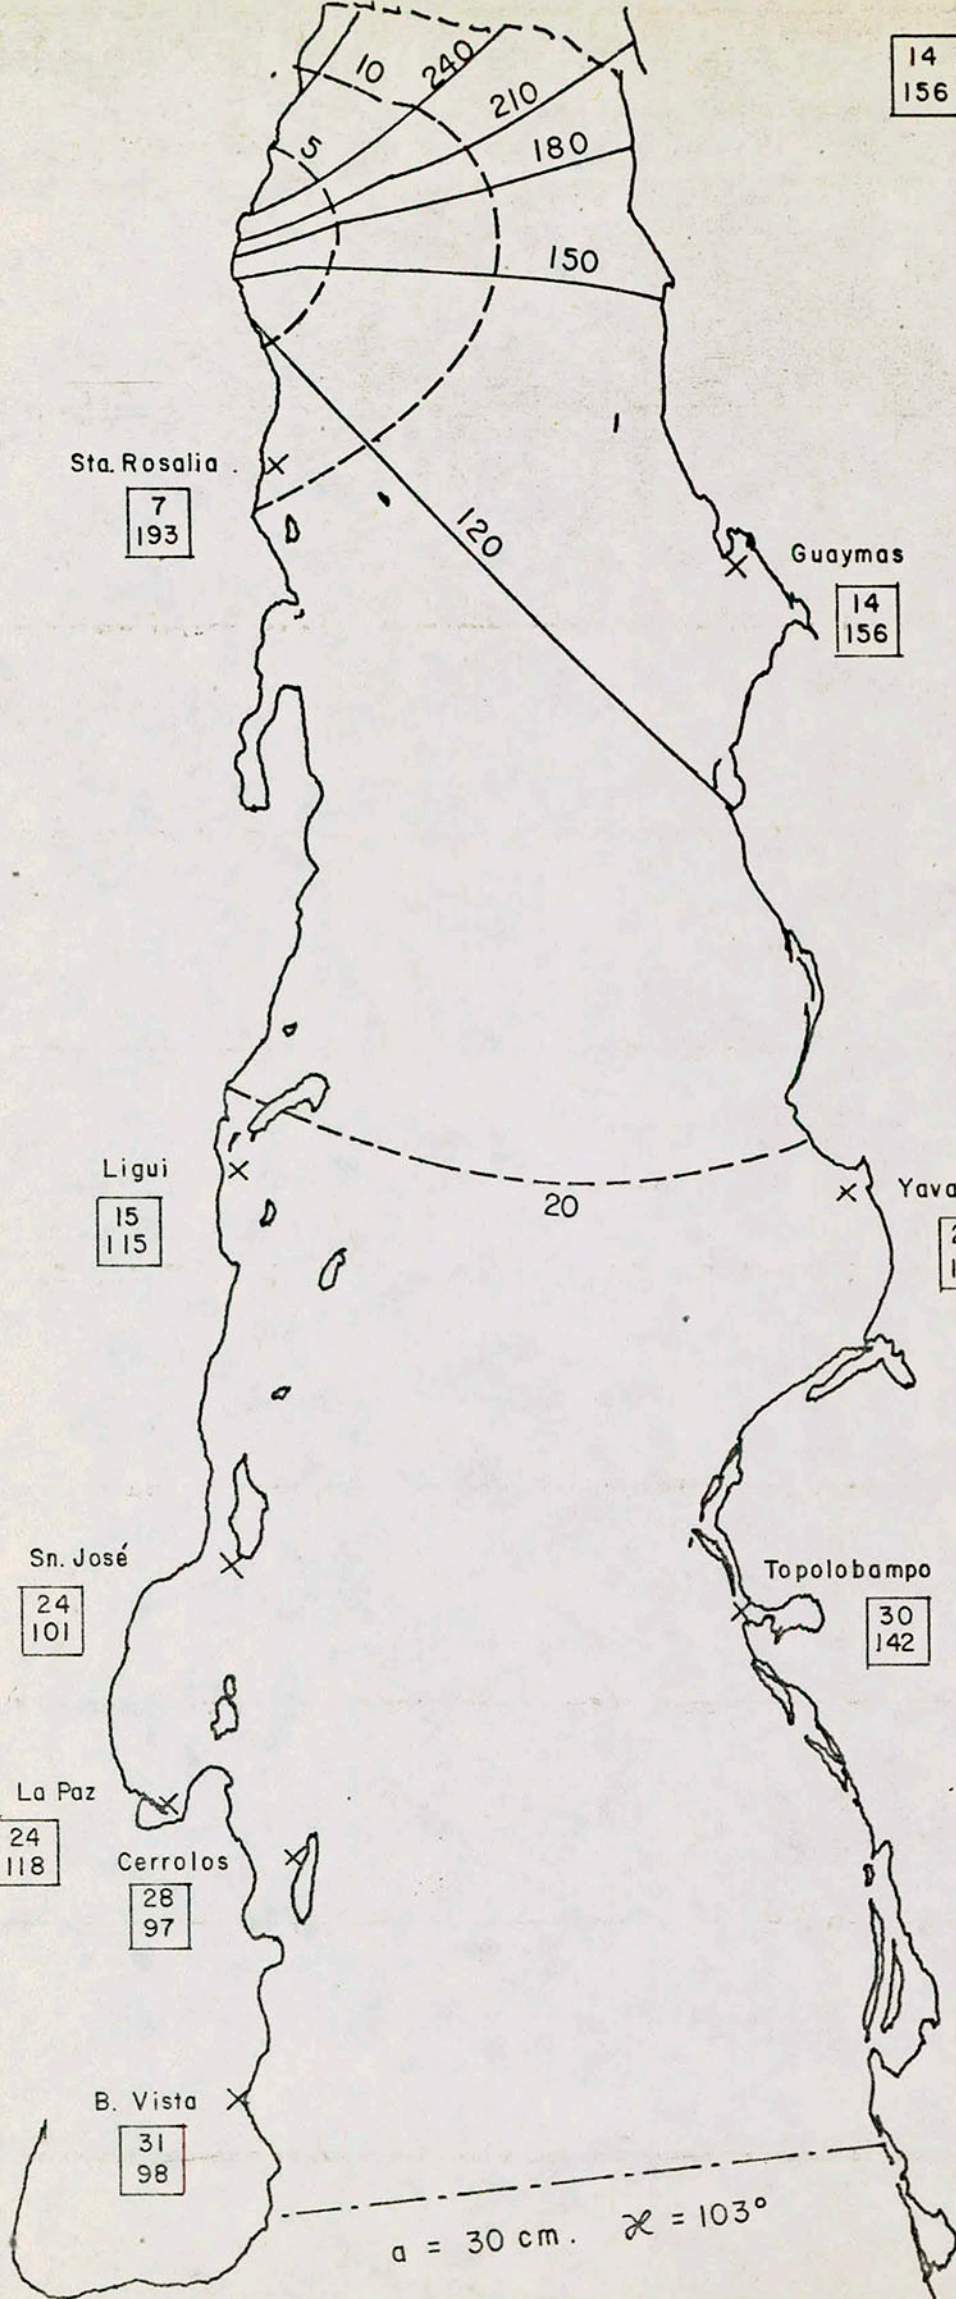 14
156
10
240
210
5
180
150
Sta. Rosalia .
7
193
120
Guaymas
14
156
Ligui
15
115
20
Sn. José
24
101
Topolobampo
30
142
La Paz
24
118
Cerrolos
28
97
B. Vista
31
98
a = 30 cm. ϰ = 103°